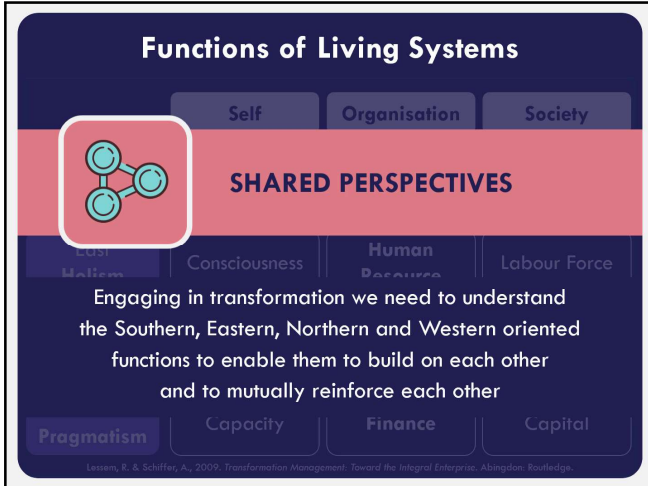 Functions of Living Systems
Self
Organisation
Society
SHARED PERSPECTIVES
East
Holism
Consciousness
Human
Resource
Labour Force
Engaging in transformation we need to understand
the Southern, Eastern, Northern and Western oriented
functions to enable them to build on each other
and to mutually reinforce each other
Pragmatism
Capacity
Finance
Capital
Lessem, R. & Schiffer, A., 2009. Transformation Management: Toward the Integral Enterprise. Abingdon: Routledge.